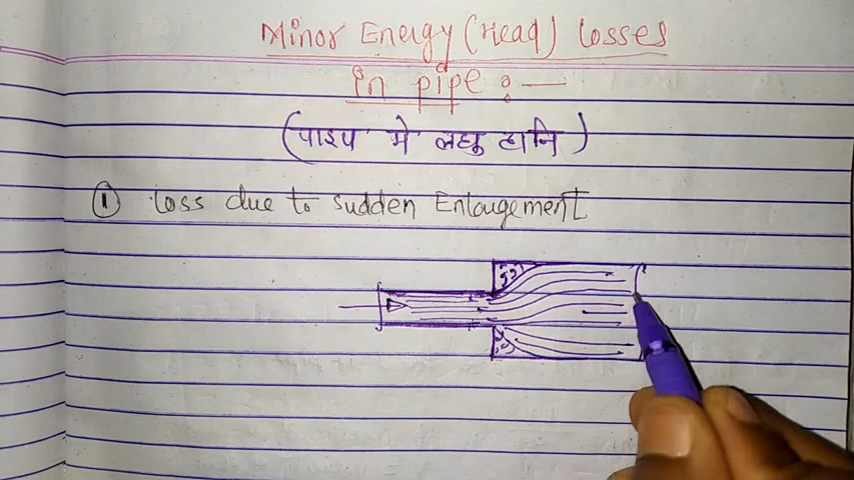 Minor Energy (Head) losses
in pipe :—
(पाइप में लघु हानि)
① loss due to sudden Enlargement